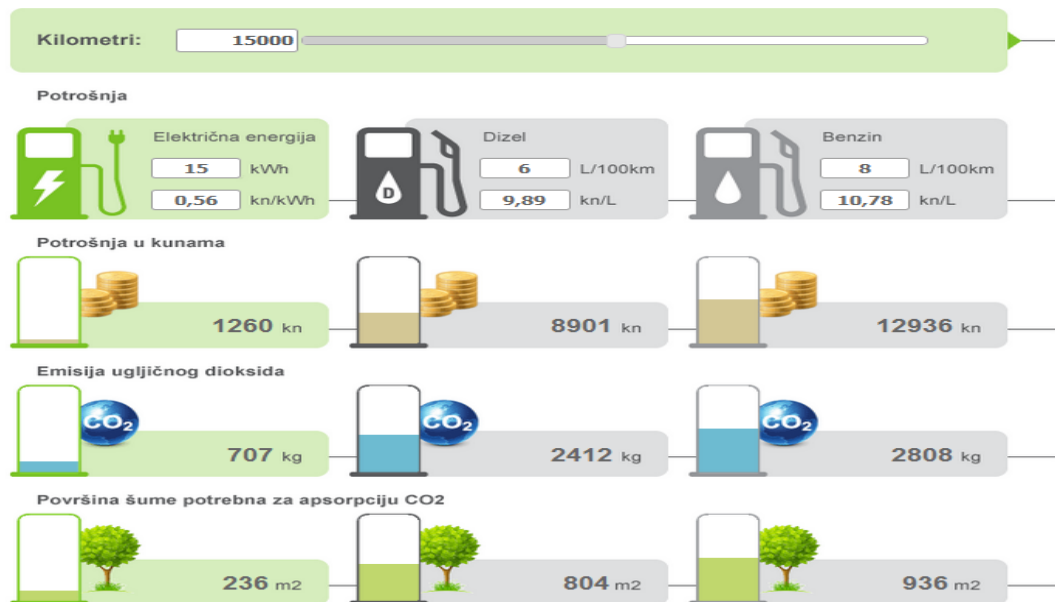 Kilometri: 15000
Potrošnja
Električna energija
15 kWh
0,56 kn/kWh
D
Dizel
6 L/100km
9,89 kn/L
Benzin
8 L/100km
10,78 kn/L
Potrošnja u kunama
1260 kn
8901 kn
12936 kn
Emisija ugljičnog dioksida
CO2
707 kg
CO2
2412 kg
CO2
2808 kg
Površina šume potrebna za apsorpciju CO2
236 m2
804 m2
936 m2